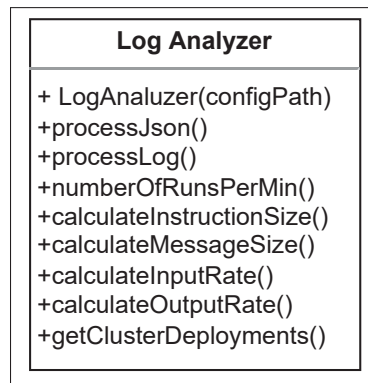 Log Analyzer
+ LogAnaluzer(configPath)
+processJson()
+processLog()
+numberOfRunsPerMin()
+calculateInstructionSize()
+calculateMessageSize()
+calculateInputRate()
+calculateOutputRate()
+getClusterDeployments()